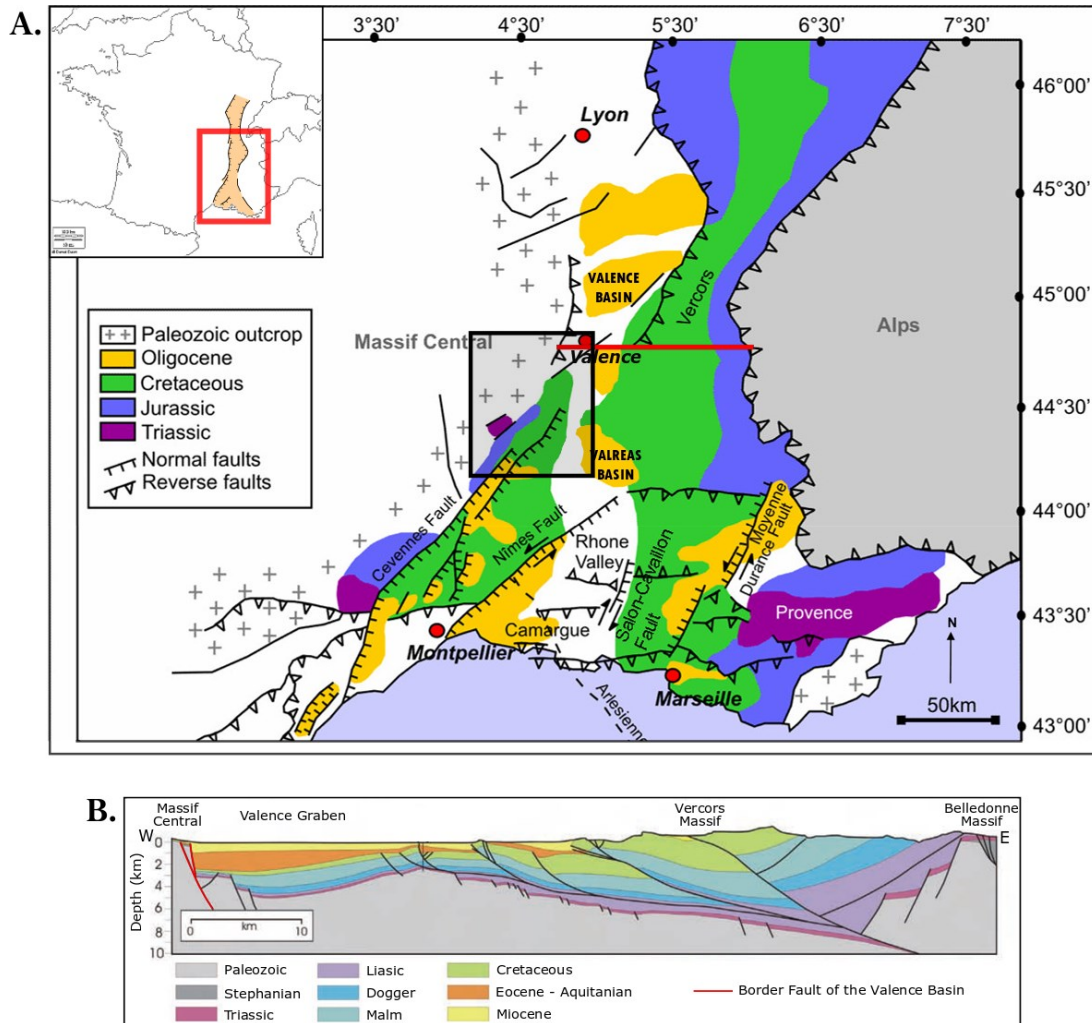 A.
3°30' 4°30' 5°30' 6°30' 7°30'
46°00'
Lyon
45°30'
VALENCE
BASIN
Vercors
45°00'
Paleozoic outcrop
Oligocene
Cretaceous
Jurassic
Triassic
Normal faults
Reverse faults
Massif Central
Alps
Valence
44°30'
VALREAS
BASIN
44°00'
Cevennes Fault
Nîmes Fault
Rhone
Valley
Salon-Cavaillon
Fault
Moyenne
Durance Fault
43°30'
Provence
Camargue
Montpellier
N
Marseille
Arlesienne
50km
43°00'
B.
Massif
Central
Valence Graben
Vercors
Massif
Belledonne
Massif
W
E
Depth (km)
0
2
4
6
8
10
km
0 10
Paleozoic
Liasic
Cretaceous
Stephanian
Dogger
Eocene - Aquitanian
Border Fault of the Valence Basin
Triassic
Malm
Miocene